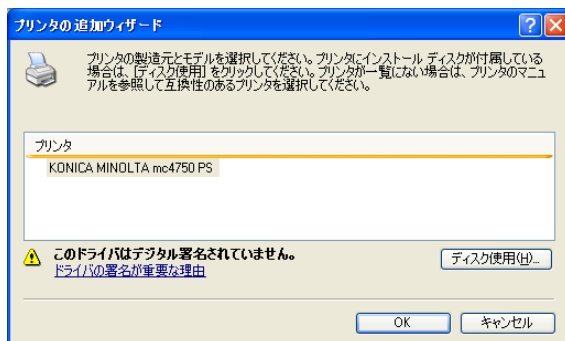 プリンタの追加ウィザード
プリンタの製造元とモデルを選択してください。プリンタにインストール ディスクが付属している
場合は、[ディスク使用] をクリックしてください。プリンタが一覧にない場合は、プリンタのマニュ
アルを参照して互換性のあるプリンタを選択してください。
プリンタ
KONICA MINOLTA mc4750 PS
このドライバはデジタル署名されていません。
ドライバの署名が重要な理由
ディスク使用(H)...
OK
キャンセル